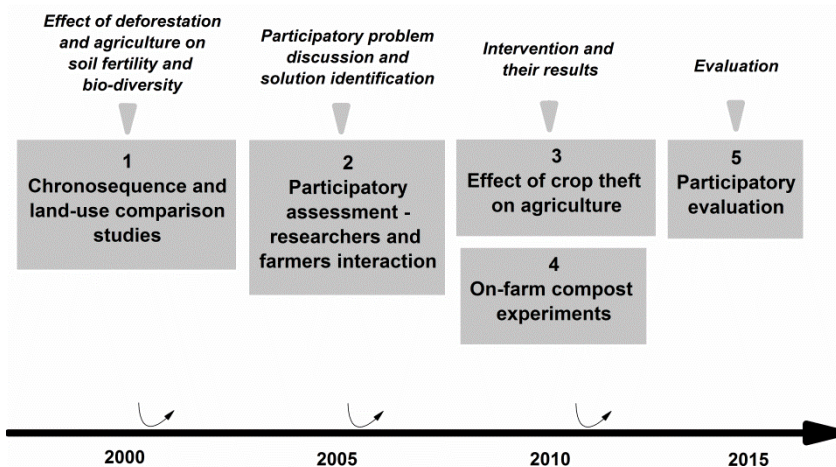 Effect of deforestation
and agriculture on
soil fertility and
bio-diversity
Participatory problem
discussion and
solution identification
Intervention and
their results
Evaluation
1
Chronosequence and
land-use comparison
studies
2
Participatory
assessment -
researchers and
farmers interaction
3
Effect of crop theft
on agriculture
4
On-farm compost
experiments
5
Participatory
evaluation
2000
2005
2010
2015